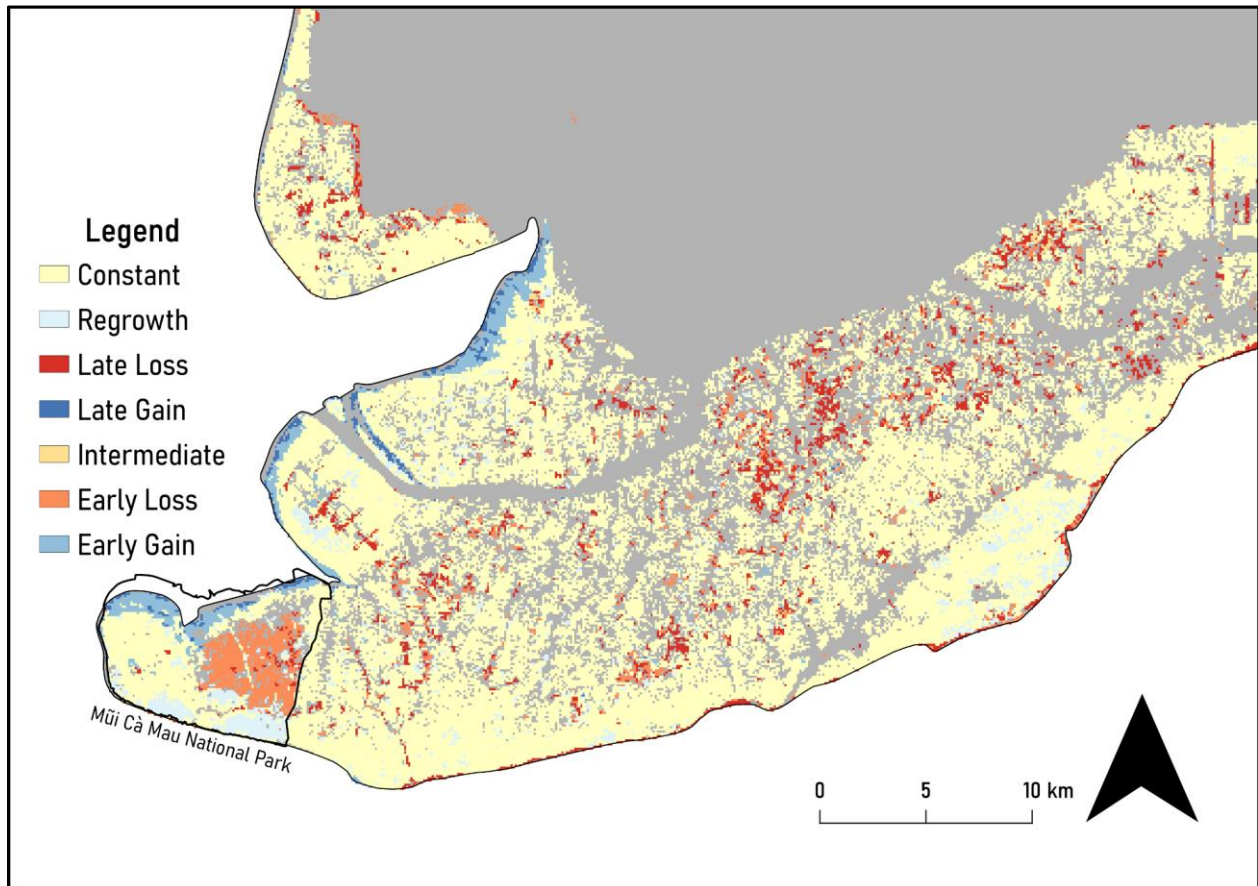 Legend
Constant
Regrowth
Late Loss
Late Gain
Intermediate
Early Loss
Early Gain
Mũi Cà Mau National Park
0 5 10 km